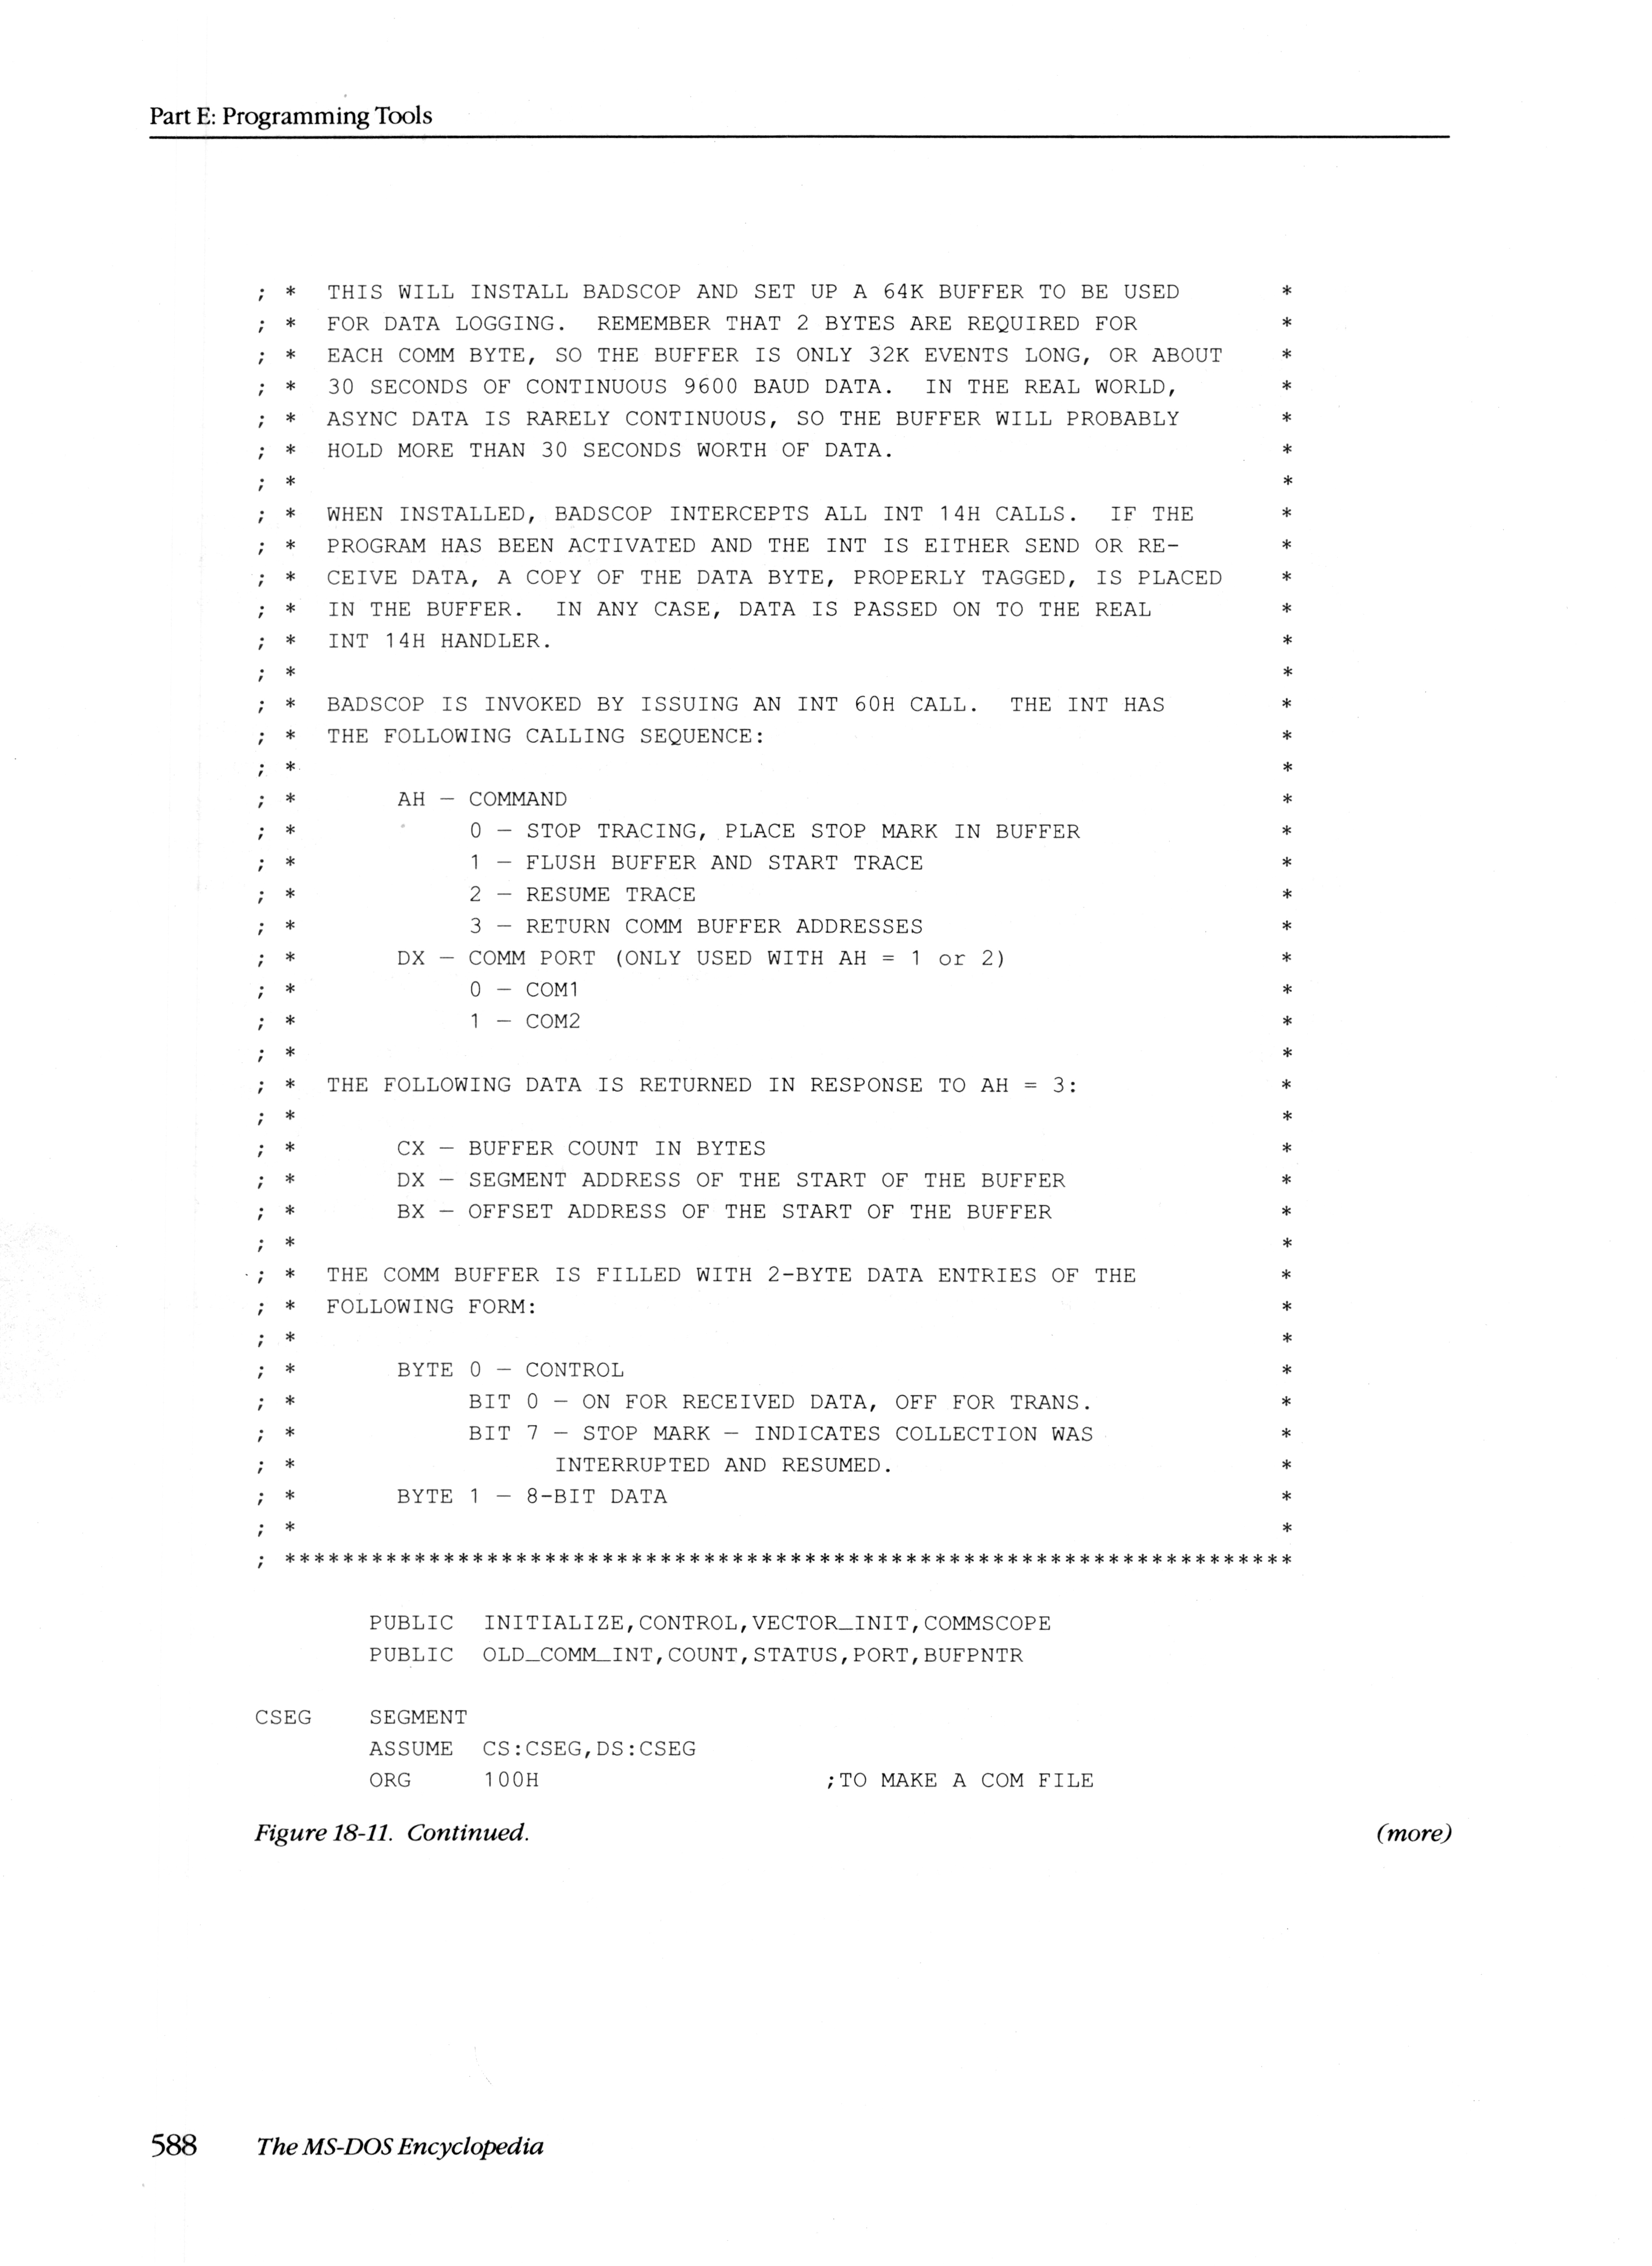 Part E: Programming Tools
; * THIS WILL INSTALL BADSCOP AND SET UP A 64K BUFFER TO BE USED *
; * FOR DATA LOGGING. REMEMBER THAT 2 BYTES ARE REQUIRED FOR *
; * EACH COMM BYTE, SO THE BUFFER IS ONLY 32K EVENTS LONG, OR ABOUT *
; * 30 SECONDS OF CONTINUOUS 9600 BAUD DATA. IN THE REAL WORLD, *
; * ASYNC DATA IS RARELY CONTINUOUS, SO THE BUFFER WILL PROBABLY *
; * HOLD MORE THAN 30 SECONDS WORTH OF DATA. *
; * *
; * WHEN INSTALLED, BADSCOP INTERCEPTS ALL INT 14H CALLS. IF THE *
; * PROGRAM HAS BEEN ACTIVATED AND THE INT IS EITHER SEND OR RE- *
; * CEIVE DATA, A COPY OF THE DATA BYTE, PROPERLY TAGGED, IS PLACED *
; * IN THE BUFFER. IN ANY CASE, DATA IS PASSED ON TO THE REAL *
; * INT 14H HANDLER. *
; * *
; * BADSCOP IS INVOKED BY ISSUING AN INT 60H CALL. THE INT HAS *
; * THE FOLLOWING CALLING SEQUENCE: *
; * *
; * AH — COMMAND *
; * 0 — STOP TRACING, PLACE STOP MARK IN BUFFER *
; * 1 — FLUSH BUFFER AND START TRACE *
; * 2 — RESUME TRACE *
; * 3 — RETURN COMM BUFFER ADDRESSES *
; * DX — COMM PORT (ONLY USED WITH AH = 1 or 2) *
; * 0 — COM1 *
; * 1 — COM2 *
; * *
; * THE FOLLOWING DATA IS RETURNED IN RESPONSE TO AH = 3: *
; * *
; * CX — BUFFER COUNT IN BYTES *
; * DX — SEGMENT ADDRESS OF THE START OF THE BUFFER *
; * BX — OFFSET ADDRESS OF THE START OF THE BUFFER *
; * *
; * THE COMM BUFFER IS FILLED WITH 2-BYTE DATA ENTRIES OF THE *
; * FOLLOWING FORM: *
; * *
; * BYTE 0 — CONTROL *
; * BIT 0 — ON FOR RECEIVED DATA, OFF FOR TRANS. *
; * BIT 7 — STOP MARK — INDICATES COLLECTION WAS *
; * INTERRUPTED AND RESUMED. *
; * BYTE 1 — 8-BIT DATA *
; * *
; **********************************************************************
PUBLIC INITIALIZE,CONTROL,VECTOR_INIT,COMMSCOPE
PUBLIC OLD_COMM_INT,COUNT,STATUS,PORT,BUFPNTR
CSEG SEGMENT
ASSUME CS:CSEG,DS:CSEG
ORG 100H ;TO MAKE A COM FILE
Figure 18-11. Continued. (more)
588 The MS-DOS Encyclopedia